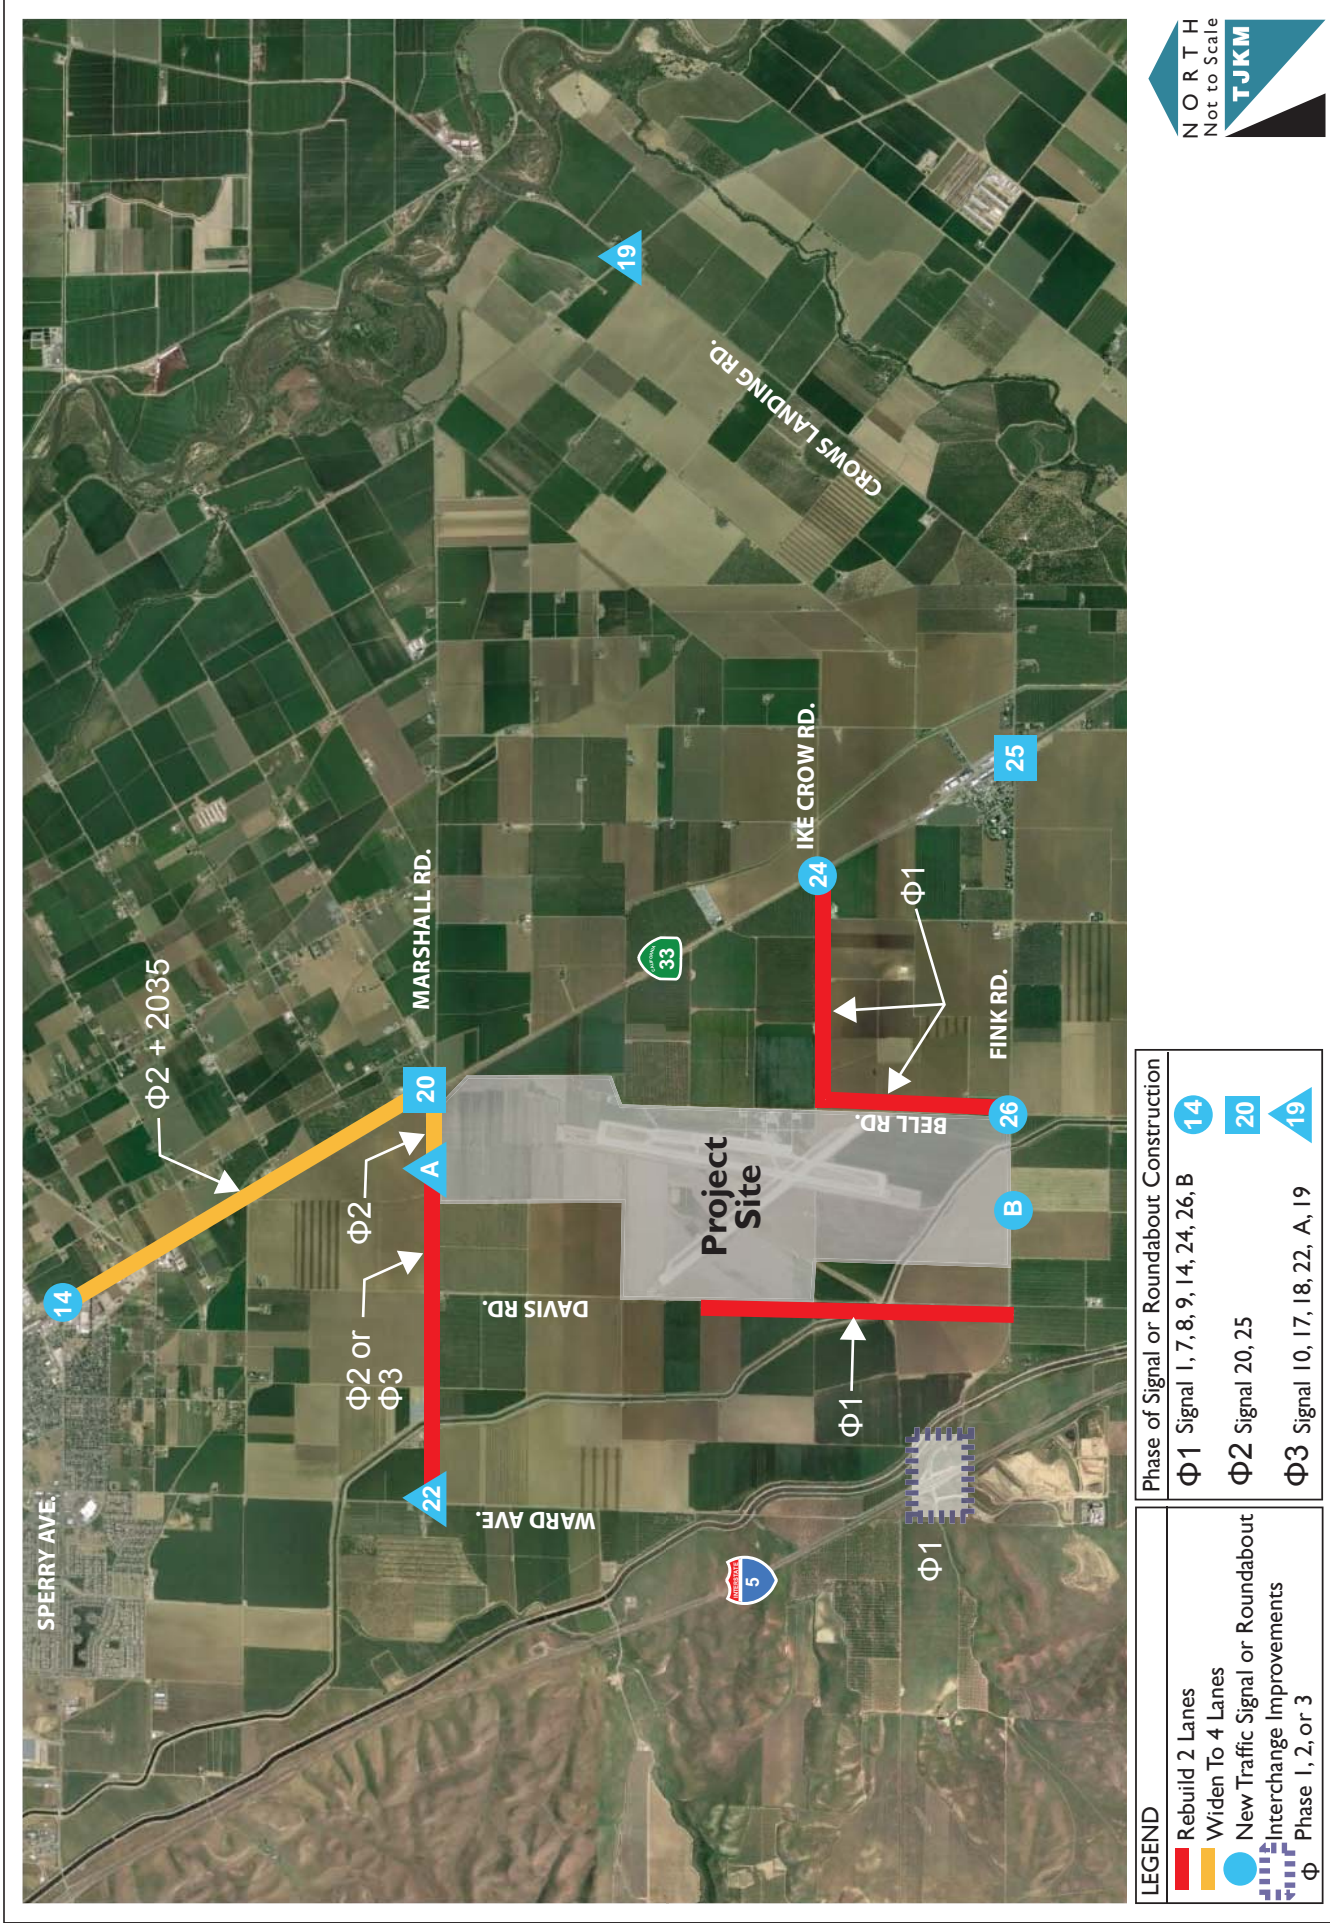 SPERRY AVE.
14
Φ2 + 2035
20
MARSHALL RD.
Φ2
A
Φ2 or
Φ3
22
WARD AVE.
DAVIS RD.
Project
Site
CALIFORNIA
33
19
CROWS LANDING RD.
IKE CROW RD.
24
Φ1
BELL RD.
26
FINK RD.
25
B
Φ1
INTERSTATE
5
Φ1
LEGEND
Rebuild 2 Lanes
Widen To 4 Lanes
New Traffic Signal or Roundabout
Interchange Improvements
Φ Phase 1, 2, or 3
Phase of Signal or Roundabout Construction
Φ1 Signal 1, 7, 8, 9, 14, 24, 26, B 14
Φ2 Signal 20, 25 20
Φ3 Signal 10, 17, 18, 22, A, 19 19
NORTH
Not to Scale
TJKM